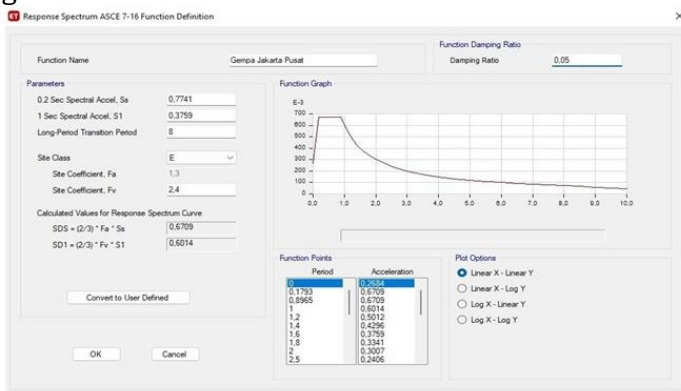 Response Spectrum ASCE 7-16 Function Definition
Function Damping Ratio
Function Name
Gempa Jakarta Pusat
Damping Ratio
0,05
Parameters
0.2 Sec Spectral Accel, Ss
0,7741
1 Sec Spectral Accel, S1
0,3759
Long-Period Transition Period
8
Site Class
E
Site Coefficient, Fa
1,3
Site Coefficient, Fv
2,4
Calculated Values for Response Spectrum Curve
SDS = (2/3) * Fa * Ss
0,6709
SD1 = (2/3) * Fv * S1
0,6014
Convert to User Defined
OK
Cancel
Function Graph
E-3
700
600
500
400
300
200
100
0
0,0 1,0 2,0 3,0 4,0 5,0 6,0 7,0 8,0 9,0 10,0
Function Points
Period Acceleration
0 0,2684
0,1793 0,6709
0,8965 0,6709
1 0,6014
1,2 0,5012
1,4 0,4296
1,6 0,3759
1,8 0,3341
2 0,3007
2,5 0,2406
Plot Options
Linear X - Linear Y
Linear X - Log Y
Log X - Linear Y
Log X - Log Y